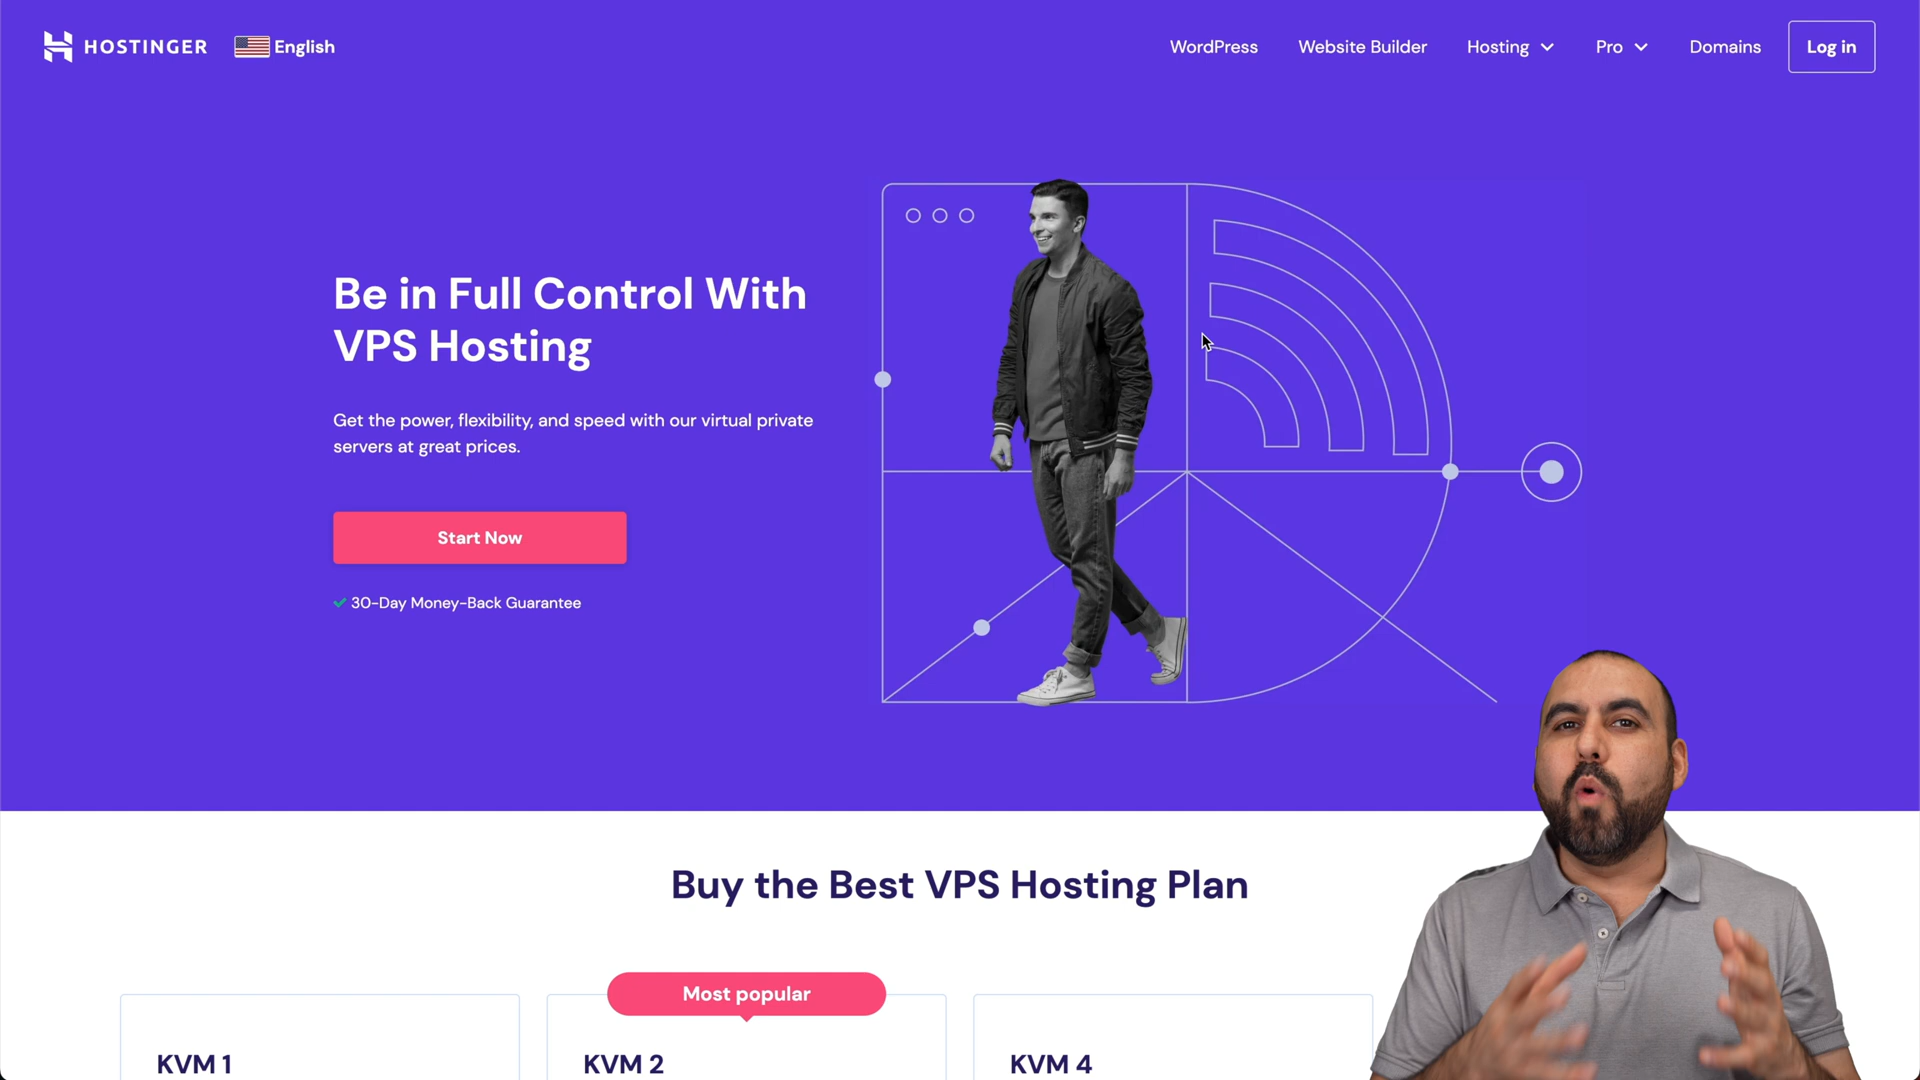 HOSTINGER
English
WordPress
Website Builder
Hosting
Pro
Domains
Log in
Be in Full Control With
VPS Hosting
Get the power, flexibility, and speed with our virtual private
servers at great prices.
Start Now
30-Day Money-Back Guarantee
Buy the Best VPS Hosting Plan
Most popular
KVM 1
KVM 2
KVM 4